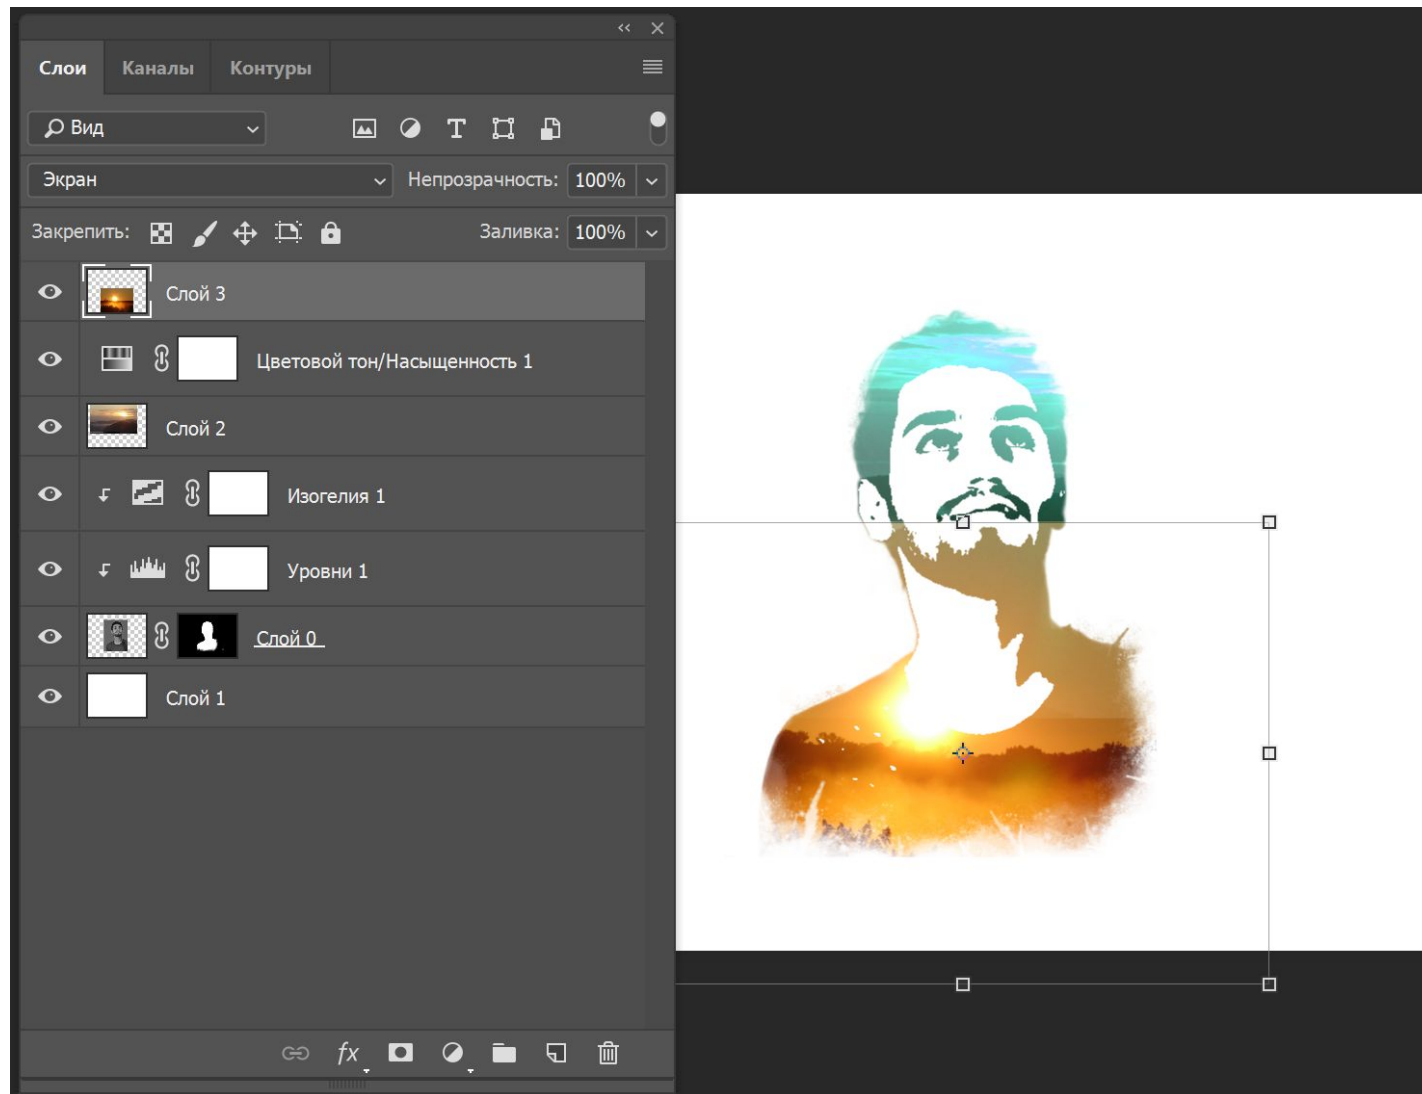 Слои Каналы Контуры
Вид
Экран Непрозрачность: 100%
Закрепить: Заливка: 100%
Слой 3
Цветовой тон/Насыщенность 1
Слой 2
Изогелия 1
Уровни 1
Слой 0
Слой 1
fx